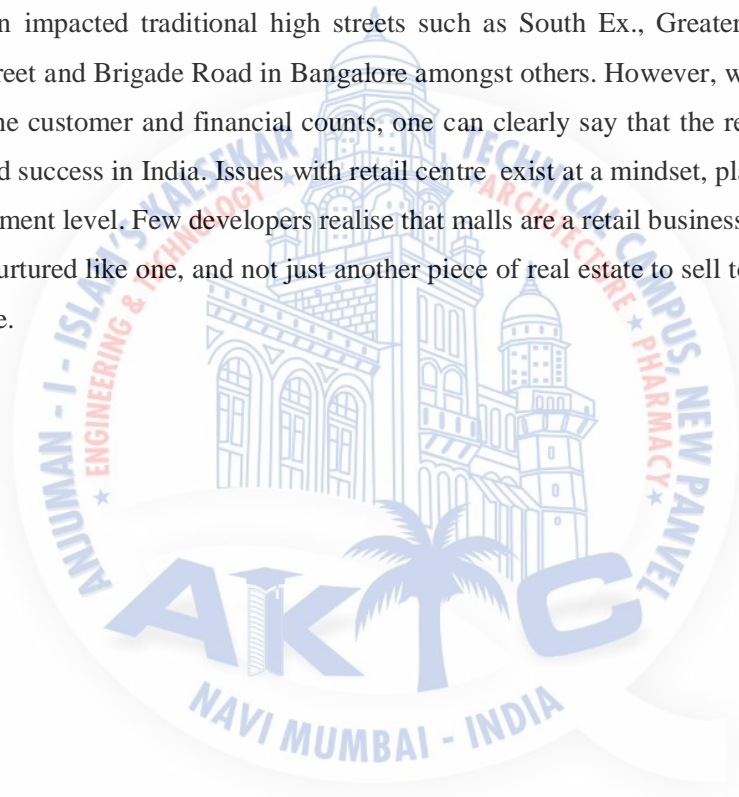 n impacted traditional high streets such as South Ex., Greater
reet and Brigade Road in Bangalore amongst others. However, w
ne customer and financial counts, one can clearly say that the re
d success in India. Issues with retail centre exist at a mindset, pla
ment level. Few developers realise that malls are a retail business
urtured like one, and not just another piece of real estate to sell to
e.
ANJUMAN - I - ISLAM'S KALSEKAR TECHNICAL CAMPUS, NEW PANVEL
★ ENGINEERING & TECHNOLOGY ★ ARCHITECTURE ★ PHARMACY ★
AKTC
NAVI MUMBAI - INDIA